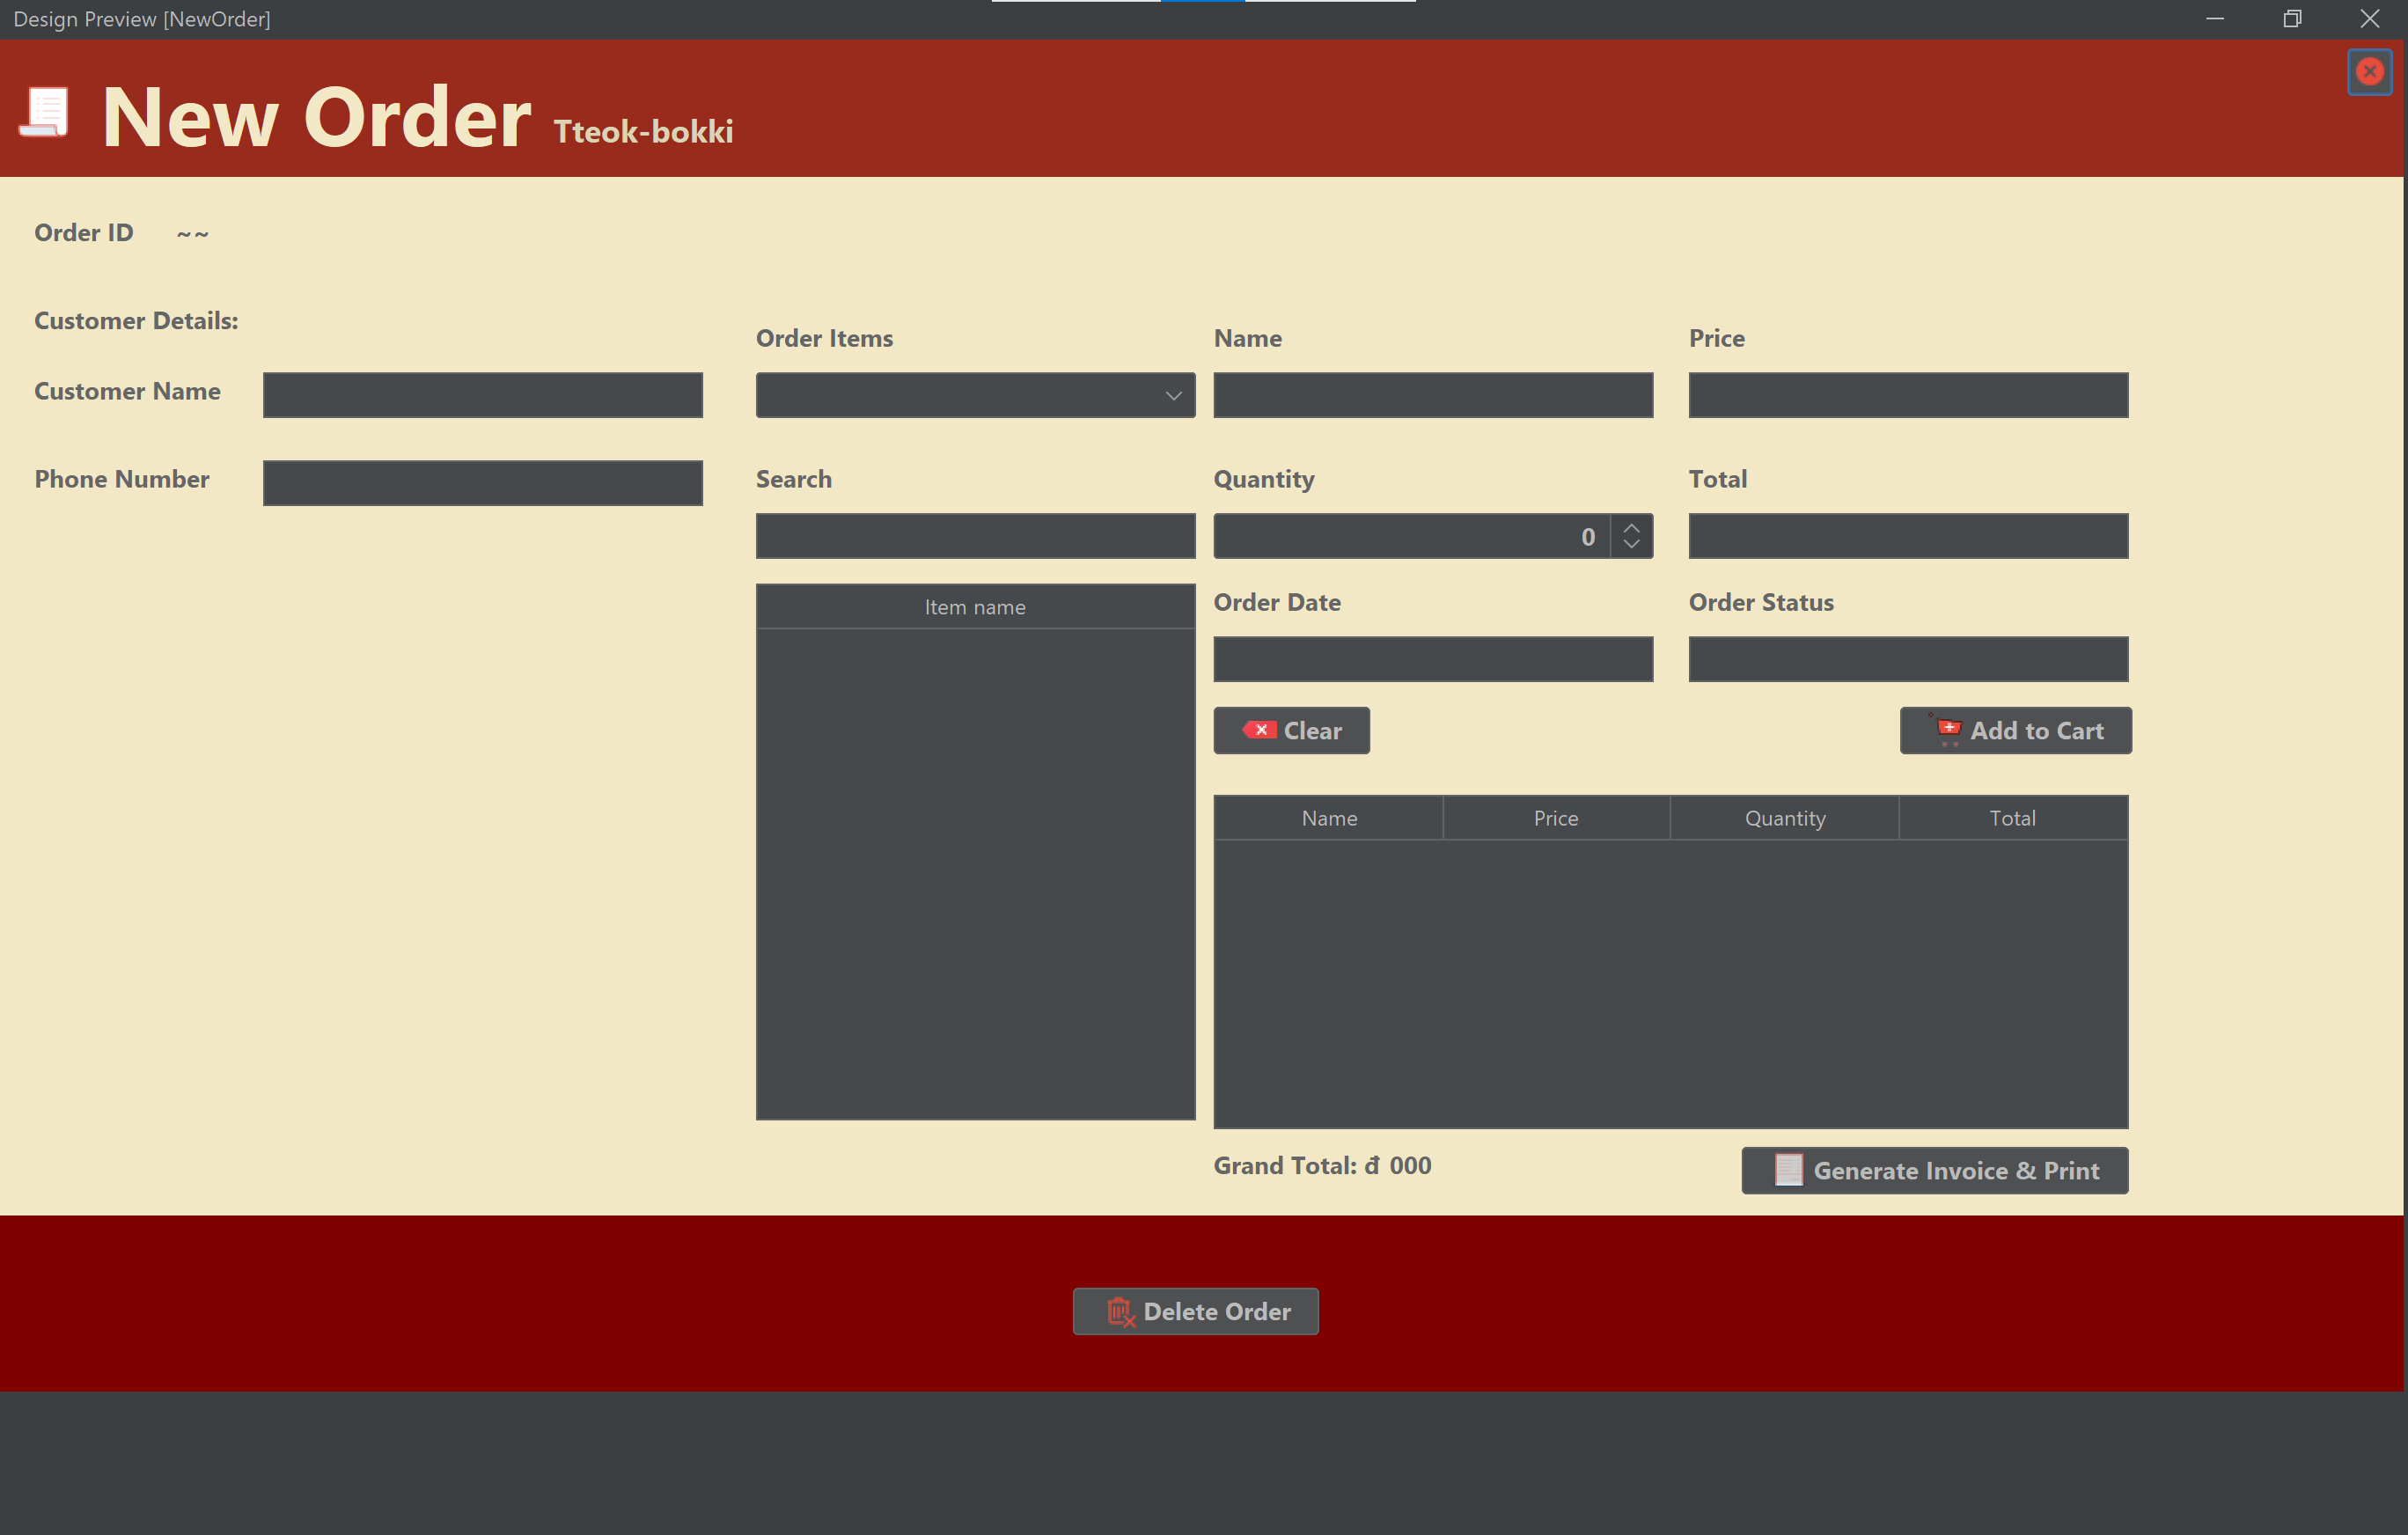 Design Preview [NewOrder]
New Order Tteok-bokki
Order ID ~~
Customer Details:
Customer Name
Phone Number
Order Items
Search
Item name
Name
Price
Quantity
0
Total
Order Date
Order Status
Clear
Add to Cart
Name Price Quantity Total
Grand Total: đ 000
Generate Invoice & Print
Delete Order